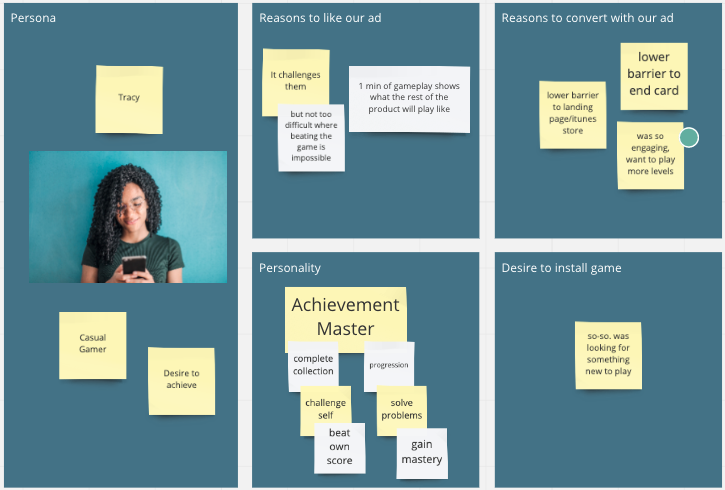 Persona
Tracy
Casual
Gamer
Desire to
achieve
Reasons to like our ad
It challenges
them
but not too
difficult where
beating the
game is
impossible
1 min of gameplay shows
what the rest of the
product will play like
Reasons to convert with our ad
lower
barrier to
end card
lower barrier
to landing
page/itunes
store
was so
engaging,
want to play
more levels
Personality
Achievement
Master
complete
collection
progression
challenge
self
solve
problems
beat
own
score
gain
mastery
Desire to install game
so-so. was
looking for
something
new to play